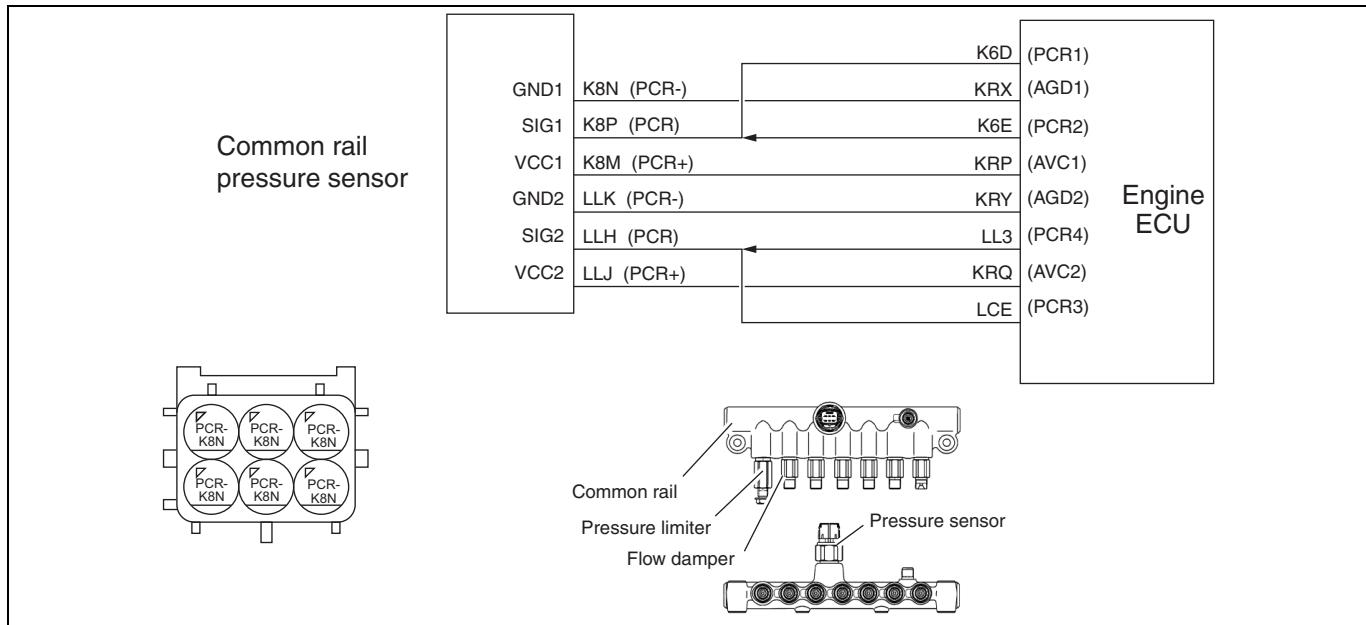 K6D (PCR1)
GND1 K8N (PCR-) KRX (AGD1)
SIG1 K8P (PCR) K6E (PCR2)
Common rail
pressure sensor
VCC1 K8M (PCR+) KRP (AVC1)
GND2 LLK (PCR-) KRY (AGD2)
Engine
ECU
SIG2 LLH (PCR) LL3 (PCR4)
VCC2 LLJ (PCR+) KRQ (AVC2)
LCE (PCR3)
PCR-
K8N
PCR-
K8N
PCR-
K8N
PCR-
K8N
PCR-
K8N
PCR-
K8N
Common rail
Pressure limiter
Flow damper
Pressure sensor